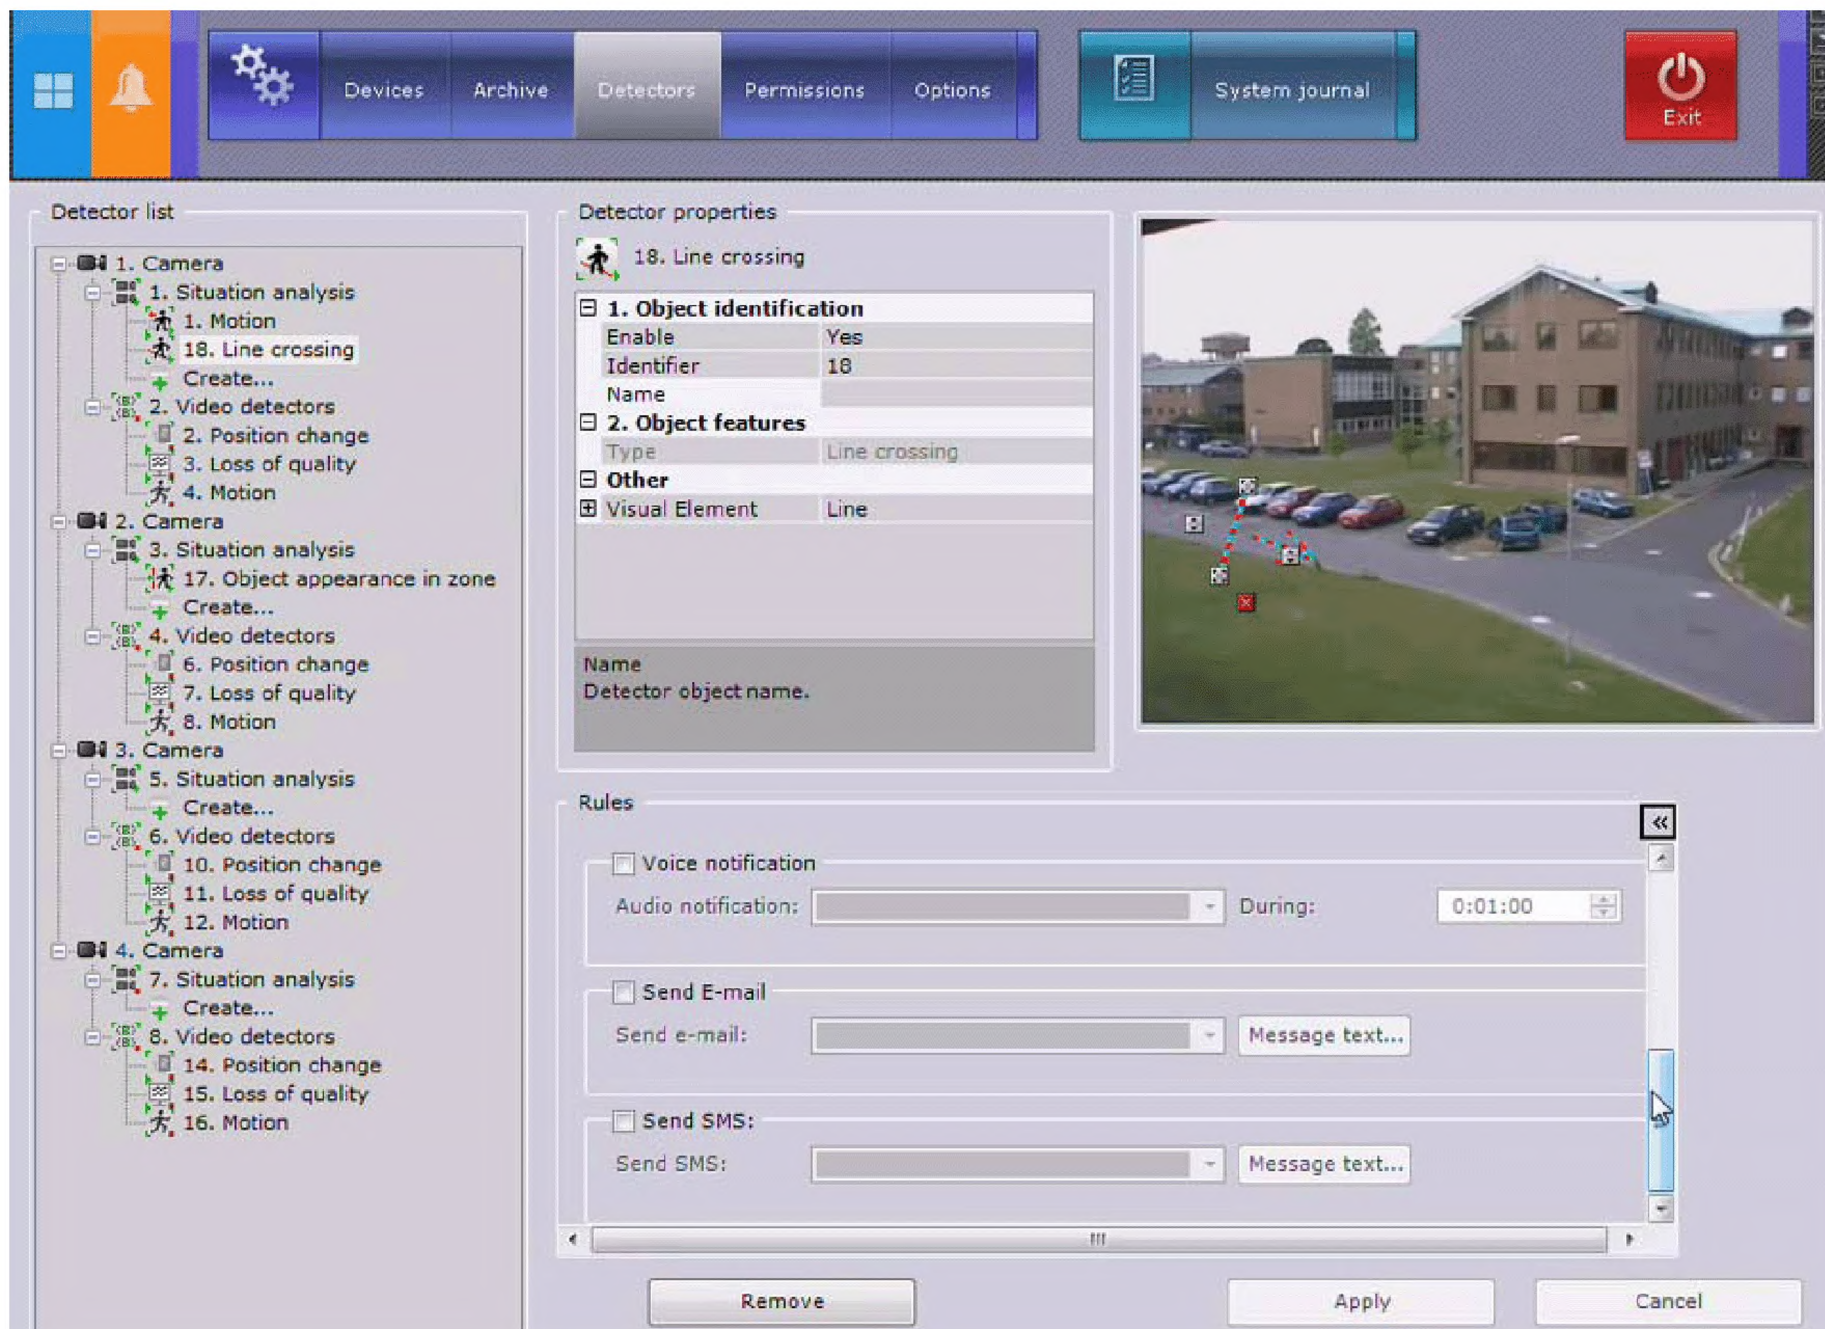 Devices
Archive
Detectors
Permissions
Options
System journal
Exit
Detector list
1. Camera
1. Situation analysis
1. Motion
18. Line crossing
Create...
2. Video detectors
2. Position change
3. Loss of quality
4. Motion
2. Camera
3. Situation analysis
17. Object appearance in zone
Create...
4. Video detectors
6. Position change
7. Loss of quality
8. Motion
3. Camera
5. Situation analysis
Create...
6. Video detectors
10. Position change
11. Loss of quality
12. Motion
4. Camera
7. Situation analysis
Create...
8. Video detectors
14. Position change
15. Loss of quality
16. Motion
Detector properties
18. Line crossing
1. Object identification
Enable Yes
Identifier 18
Name
2. Object features
Type Line crossing
Other
Visual Element Line
Name
Detector object name.
Rules
«
Voice notification
Audio notification: During: 0:01:00
Send E-mail
Send e-mail: Message text...
Send SMS:
Send SMS: Message text...
Remove
Apply
Cancel